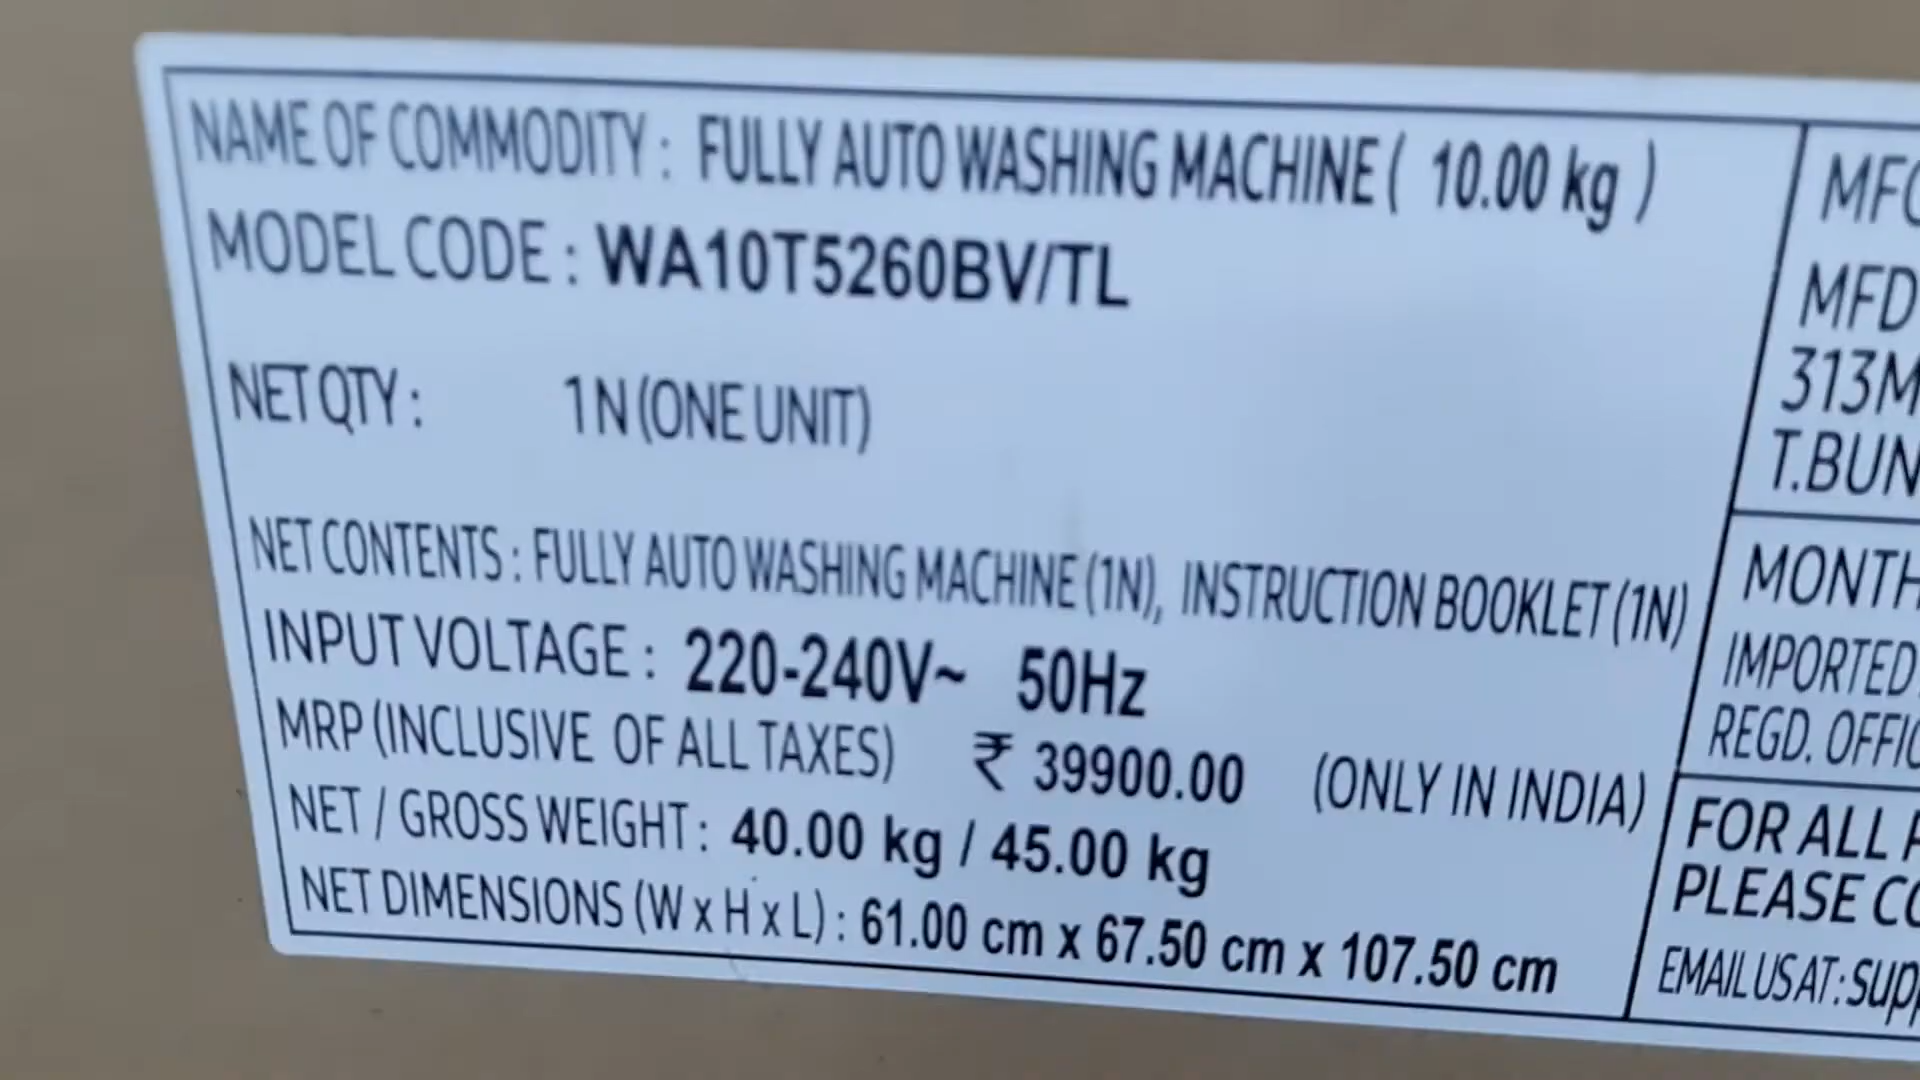 NAME OF COMMODITY : FULLY AUTO WASHING MACHINE ( 10.00 kg )
MODEL CODE : WA10T5260BV/TL
NET QTY : 1 N (ONE UNIT)
NET CONTENTS : FULLY AUTO WASHING MACHINE (1N), INSTRUCTION BOOKLET (1N)
INPUT VOLTAGE : 220-240V~ 50Hz
MRP (INCLUSIVE OF ALL TAXES) ₹ 39900.00 (ONLY IN INDIA)
NET / GROSS WEIGHT : 40.00 kg / 45.00 kg
NET DIMENSIONS (W x H x L) : 61.00 cm x 67.50 cm x 107.50 cm
MFD
313M
T.BUN
MONTH
IMPORTED
REGD. OFFIC
FOR ALL
PLEASE CO
EMAIL US AT : supp